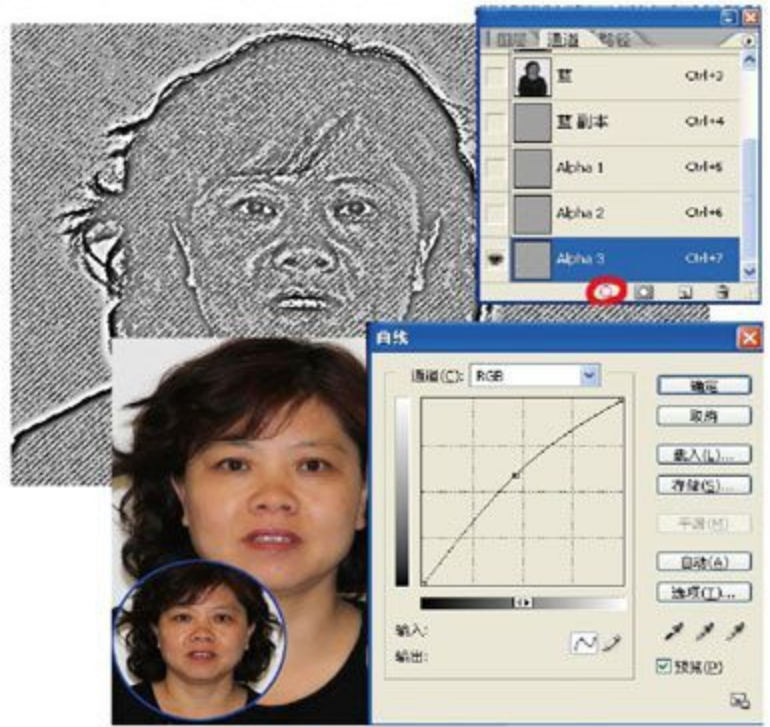 图层 通道 路径
蓝 Ctrl+3
蓝 副本 Ctrl+4
Alpha 1 Ctrl+5
Alpha 2 Ctrl+6
Alpha 3 Ctrl+7
曲线
通道(C): RGB
确定
取消
载入(L)...
存储(S)...
平滑(M)
自动(A)
选项(T)...
输入:
输出:
预览(P)